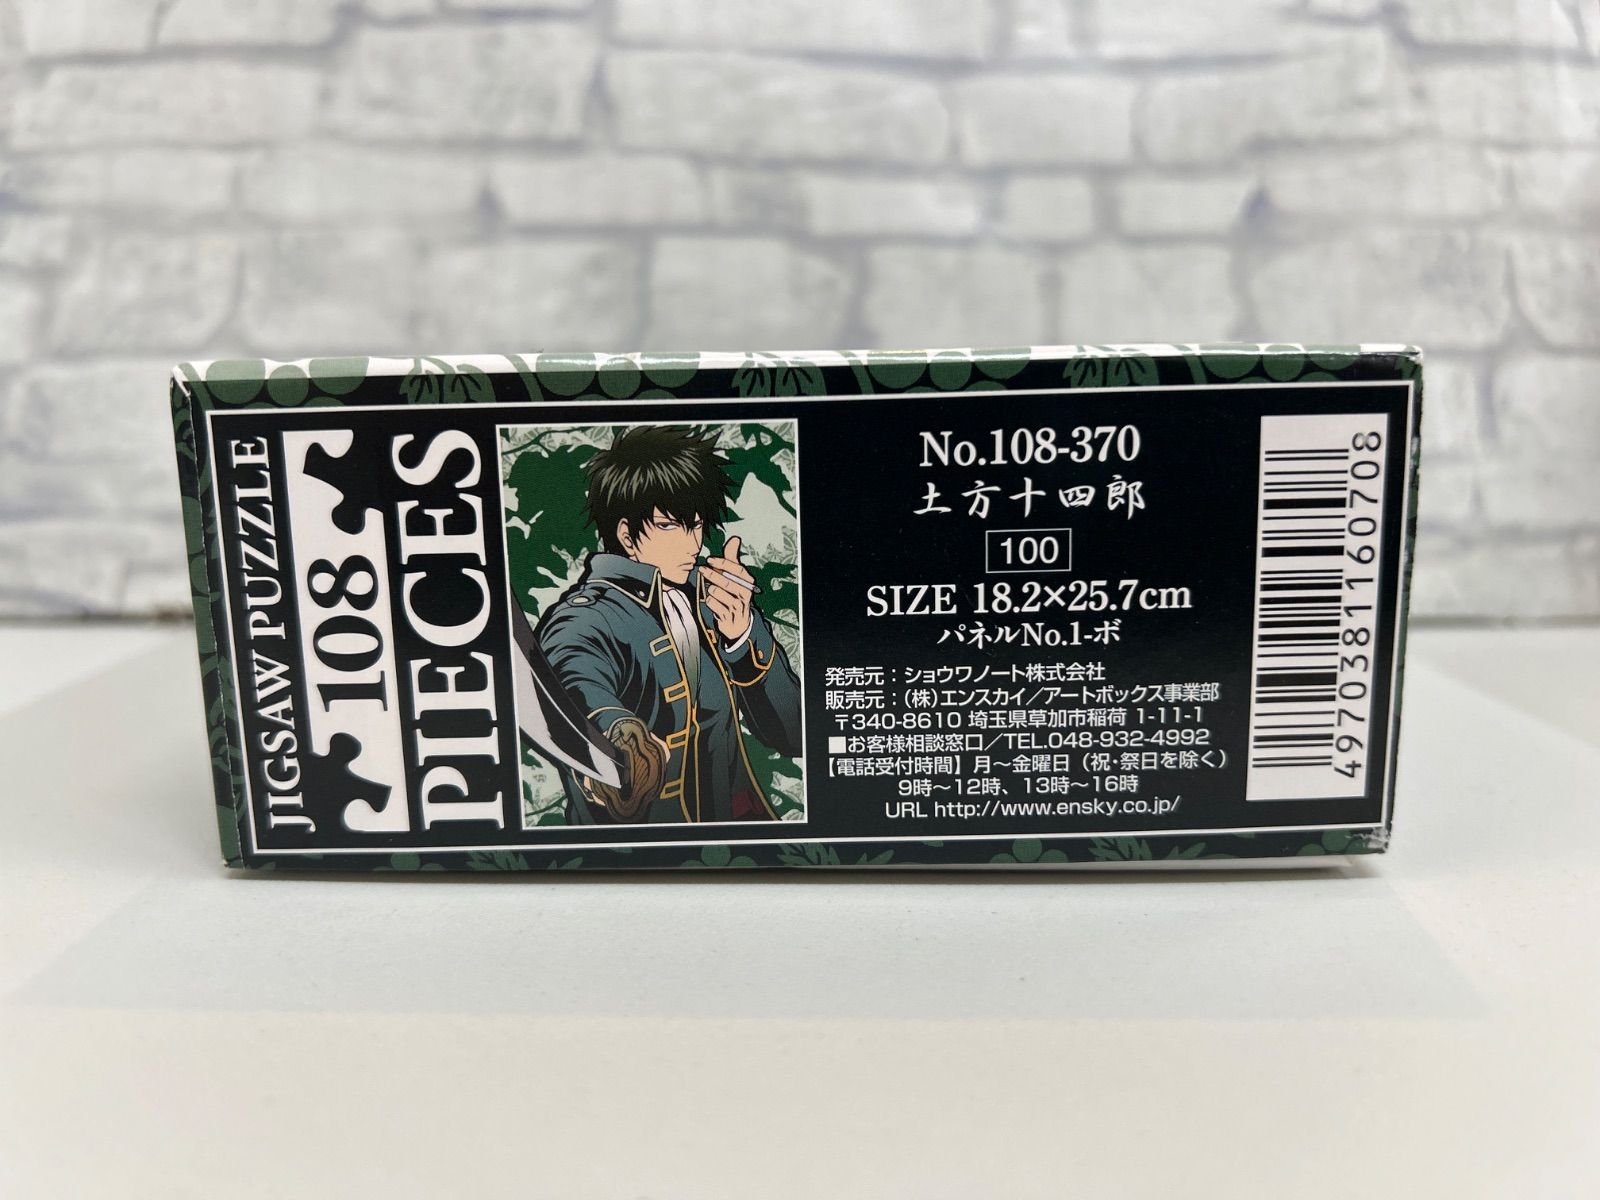 JIGSAW PUZZLE
108
PIECES
No.108-370
土方十四郎
100
SIZE 18.2×25.7cm
パネルNo.1-ボ
発売元：ショウワノート株式会社
販売元：（株）エンスカイ／アートボックス事業部
〒340-8610 埼玉県草加市稲荷 1-11-1
■お客様相談窓口／TEL.048-932-4992
【電話受付時間】月～金曜日（祝・祭日を除く）
9時～12時、13時～16時
URL http://www.ensky.co.jp/
4970381160708